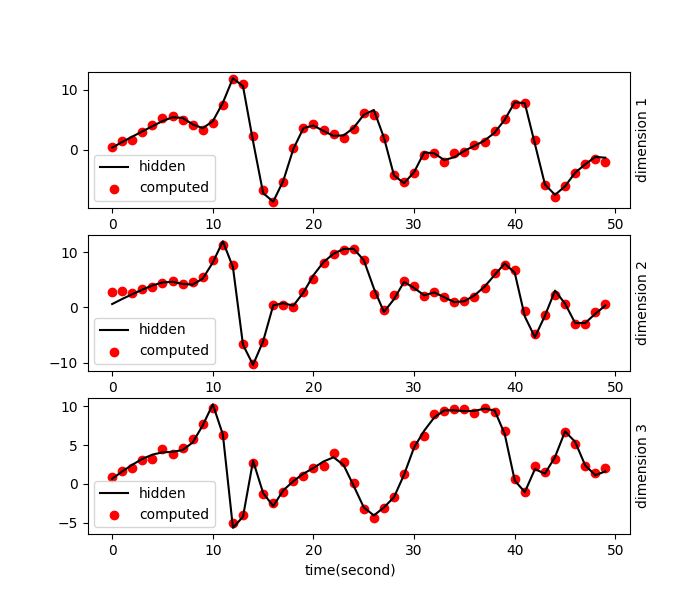 10
0
hidden
computed
0 10 20 30 40 50
dimension 1
10
0
−10
hidden
computed
0 10 20 30 40 50
dimension 2
10
5
0
−5
hidden
computed
0 10 20 30 40 50
dimension 3
time(second)